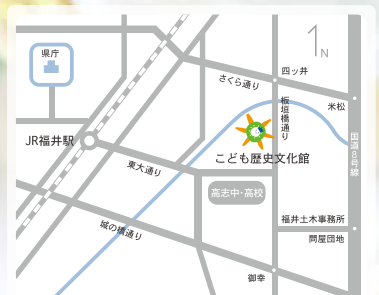 県庁
N
さくら通り
四ッ井
米松
板垣橋通り
JR福井駅
こども歴史文化館
国道8号線
東大通り
高志中・高校
城の橋通り
福井土木事務所
問屋団地
御幸